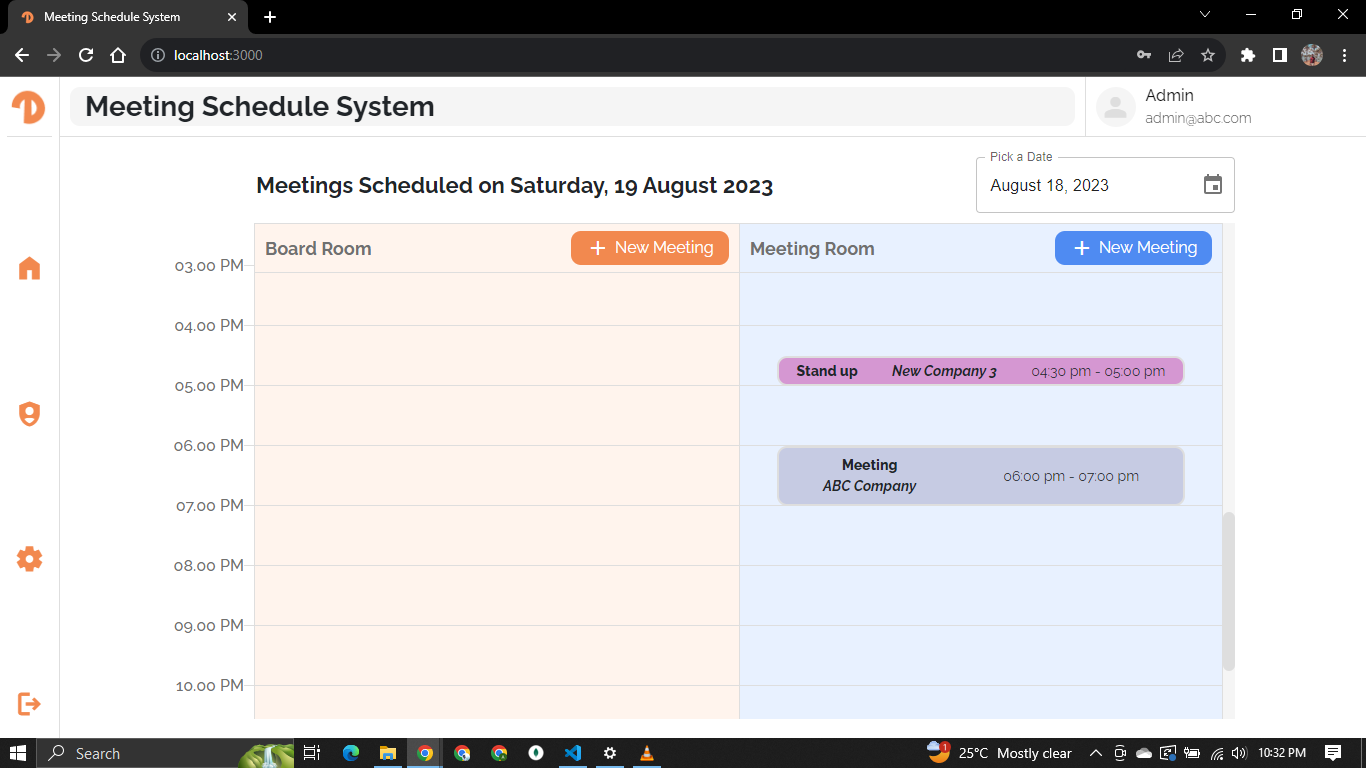 Meeting Schedule System
localhost:3000
Meeting Schedule System
Admin
admin@abc.com
Meetings Scheduled on Saturday, 19 August 2023
Pick a Date
August 18, 2023
Board Room
+ New Meeting
Meeting Room
+ New Meeting
03.00 PM
04.00 PM
Stand up New Company 3 04:30 pm - 05:00 pm
05.00 PM
06.00 PM
Meeting
ABC Company
06:00 pm - 07:00 pm
07.00 PM
08.00 PM
09.00 PM
10.00 PM
Search
1
25°C Mostly clear
10:32 PM